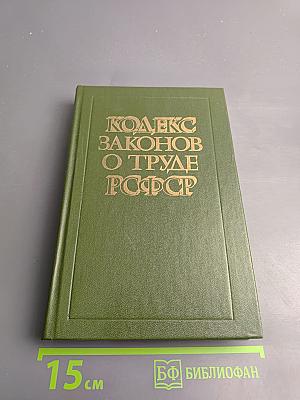 КОДЕКС
ЗАКОНОВ
О ТРУДЕ
РСФСР
15 см
БФ БИБЛИОФАН